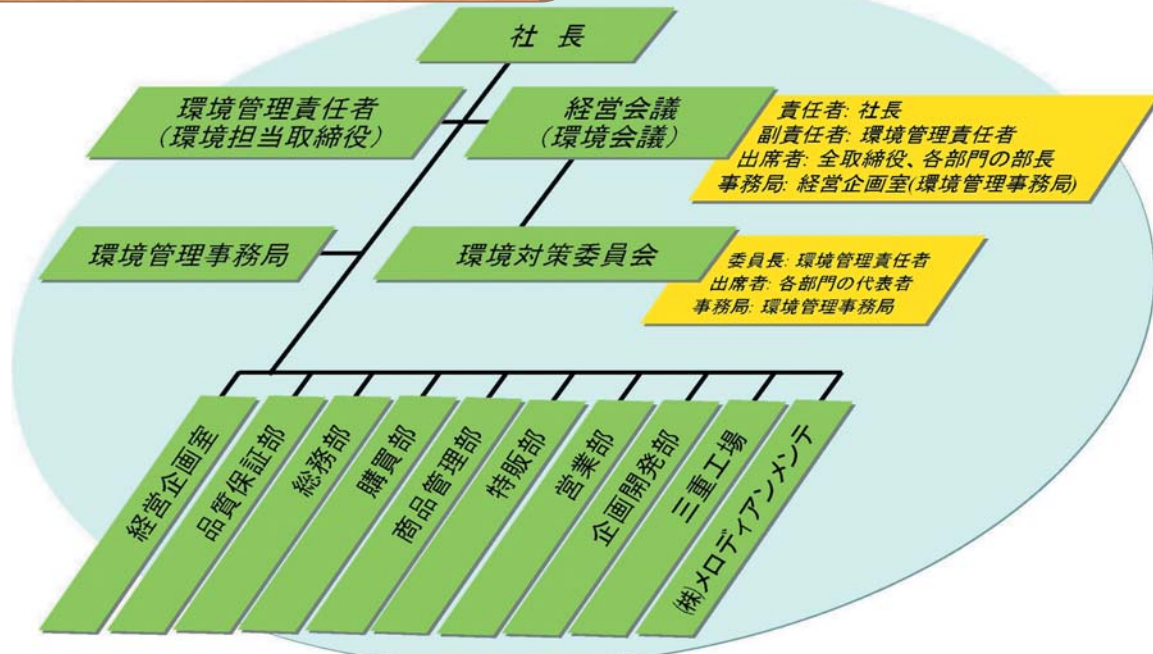 社 長
環境管理責任者
(環境担当取締役)
経営会議
(環境会議)
責任者: 社長
副責任者: 環境管理責任者
出席者: 全取締役、各部門の部長
事務局: 経営企画室(環境管理事務局)
環境管理事務局
環境対策委員会
委員長: 環境管理責任者
出席者: 各部門の代表者
事務局: 環境管理事務局
経営企画室
品質保証部
総務部
購買部
商品管理部
特販部
営業部
企画開発部
三重工場
(株)メロディアンメンテ